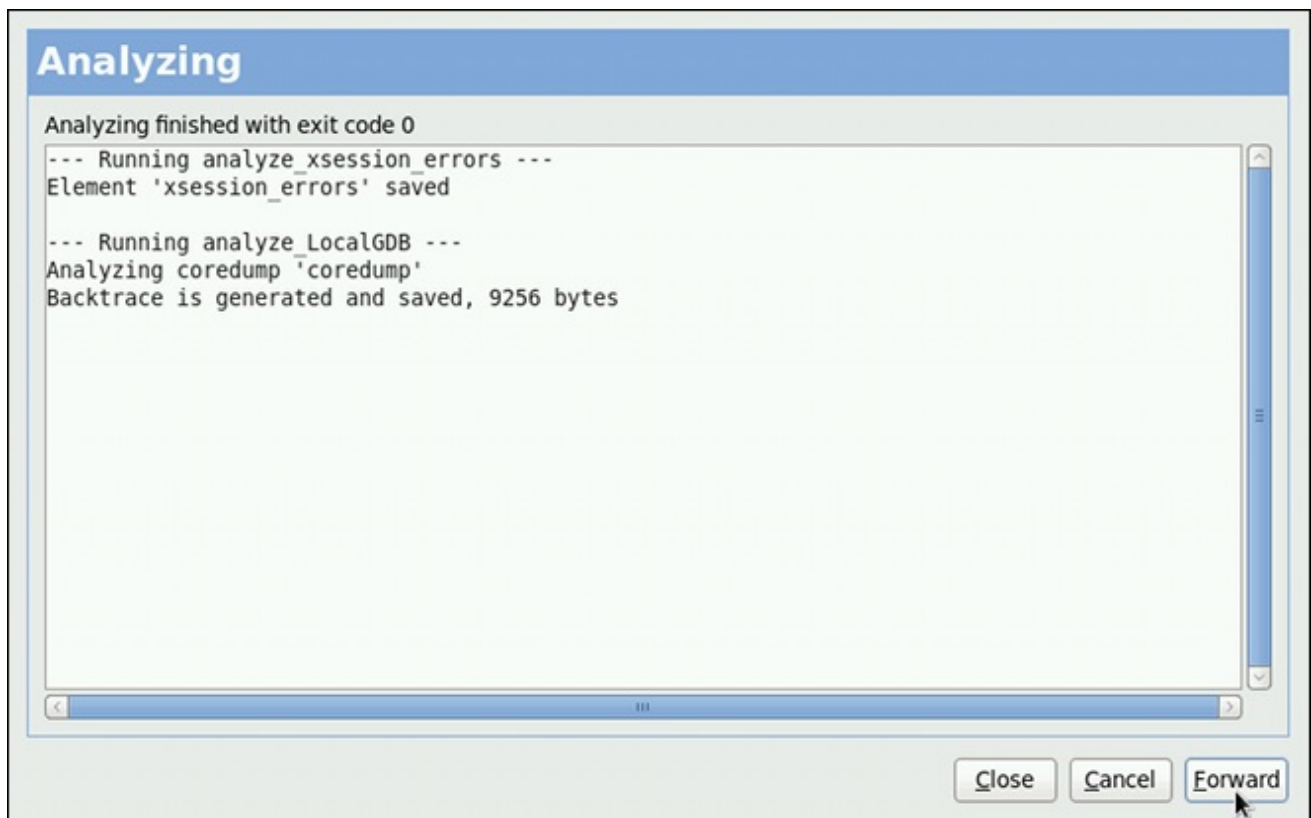 Analyzing
Analyzing finished with exit code 0
--- Running analyze_xsession_errors ---
Element 'xsession_errors' saved
--- Running analyze_LocalGDB ---
Analyzing coredump 'coredump'
Backtrace is generated and saved, 9256 bytes
Close Cancel Forward